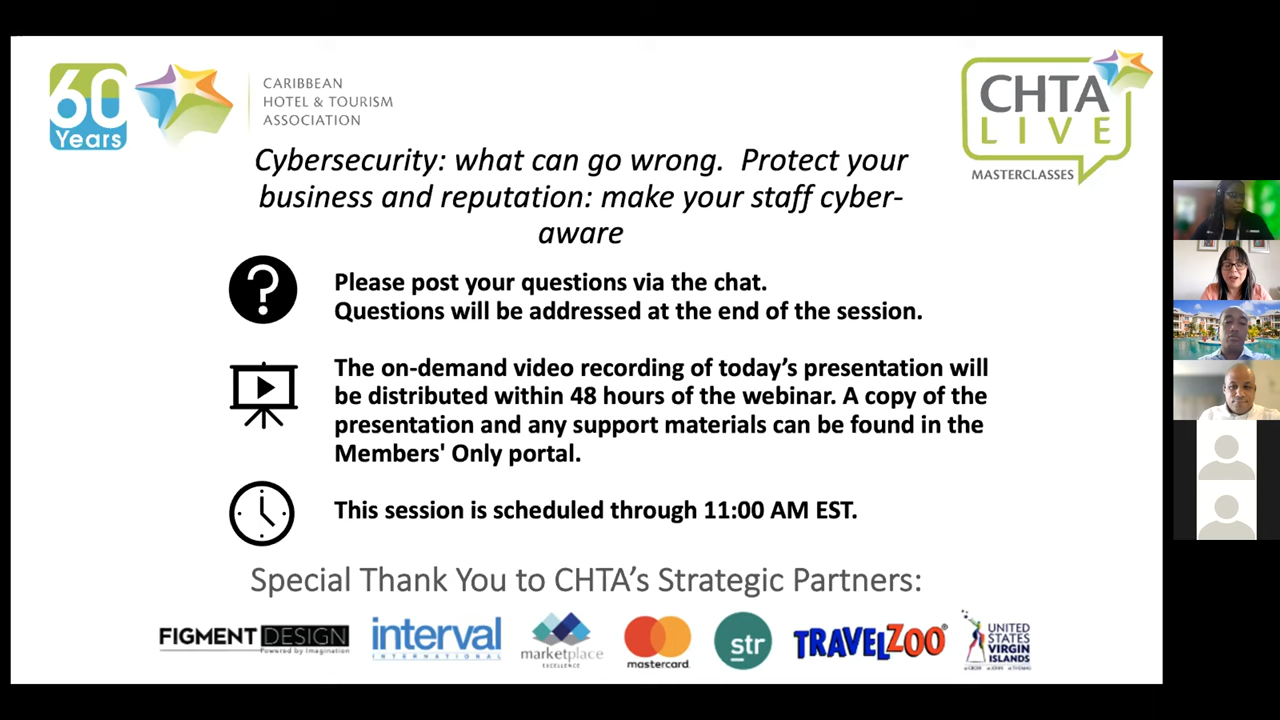 60
Years
CARIBBEAN
HOTEL & TOURISM
ASSOCIATION
CHTA
LIVE
MASTERCLASSES
Cybersecurity: what can go wrong.  Protect your
business and reputation: make your staff cyber-
aware
?
Please post your questions via the chat.
Questions will be addressed at the end of the session.
The on-demand video recording of today’s presentation will
be distributed within 48 hours of the webinar. A copy of the
presentation and any support materials can be found in the
Members' Only portal.
This session is scheduled through 11:00 AM EST.
Special Thank You to CHTA’s Strategic Partners:
FIGMENT DESIGN
Powered by Imagination
interval
INTERNATIONAL
marketplace
EXCELLENCE
mastercard.
str
TRAVELZOO®
UNITED
STATES
VIRGIN
ISLANDS